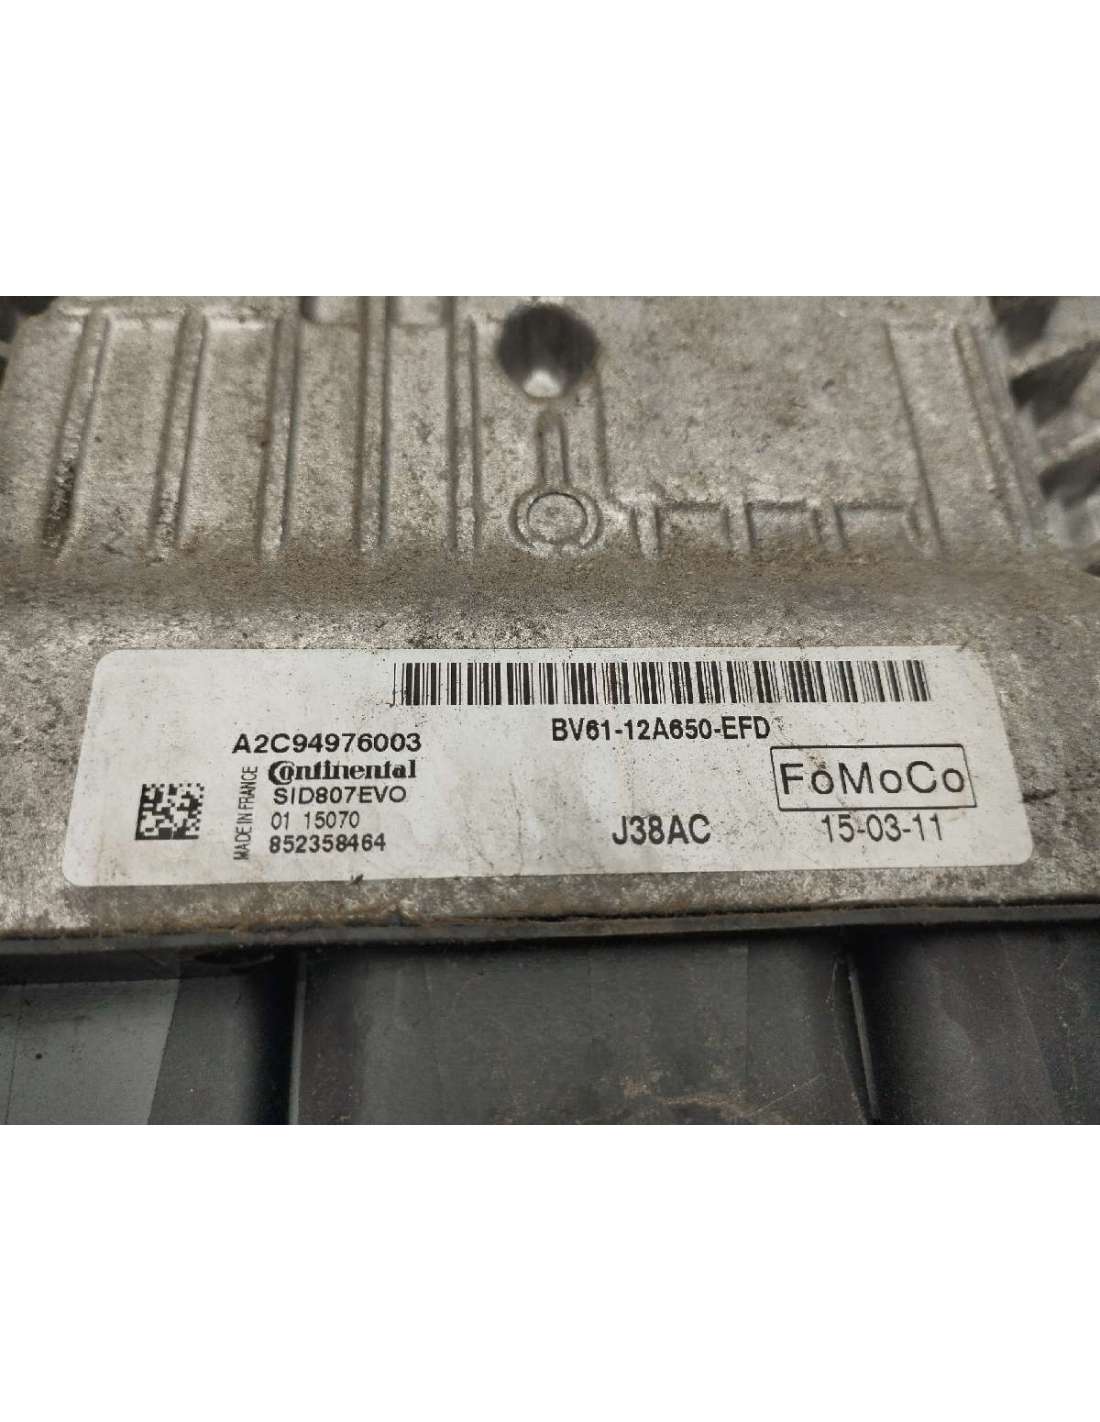 BV61-12A650-EFD
A2C94976003
Continental
SID807EVO
01 15070
852358464
MADE IN FRANCE
FoMoCo
J38AC
15-03-11